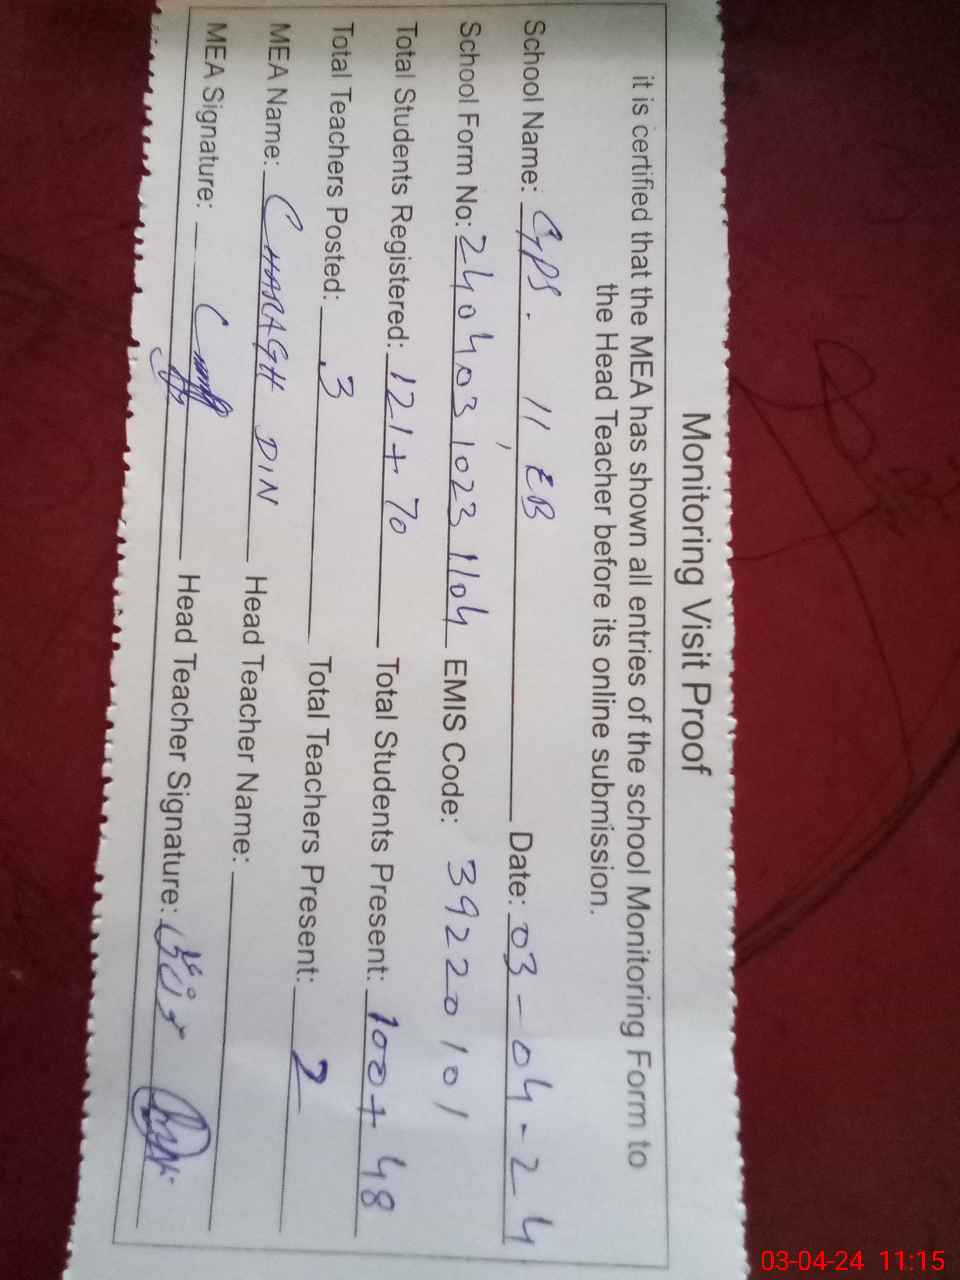 Monitoring Visit Proof
it is certified that the MEA has shown all entries of the school Monitoring Form to
the Head Teacher before its online submission.
School Name: GPS. 11 EB Date: 03-04-24
School Form No: 2404031023 1104 EMIS Code: 39220101
Total Students Registered: 121+70 Total Students Present: 100+48
Total Teachers Posted: 3 Total Teachers Present: 2
MEA Name: CHARAGH DIN Head Teacher Name:
MEA Signature: Head Teacher Signature:
03-04-24 11:15